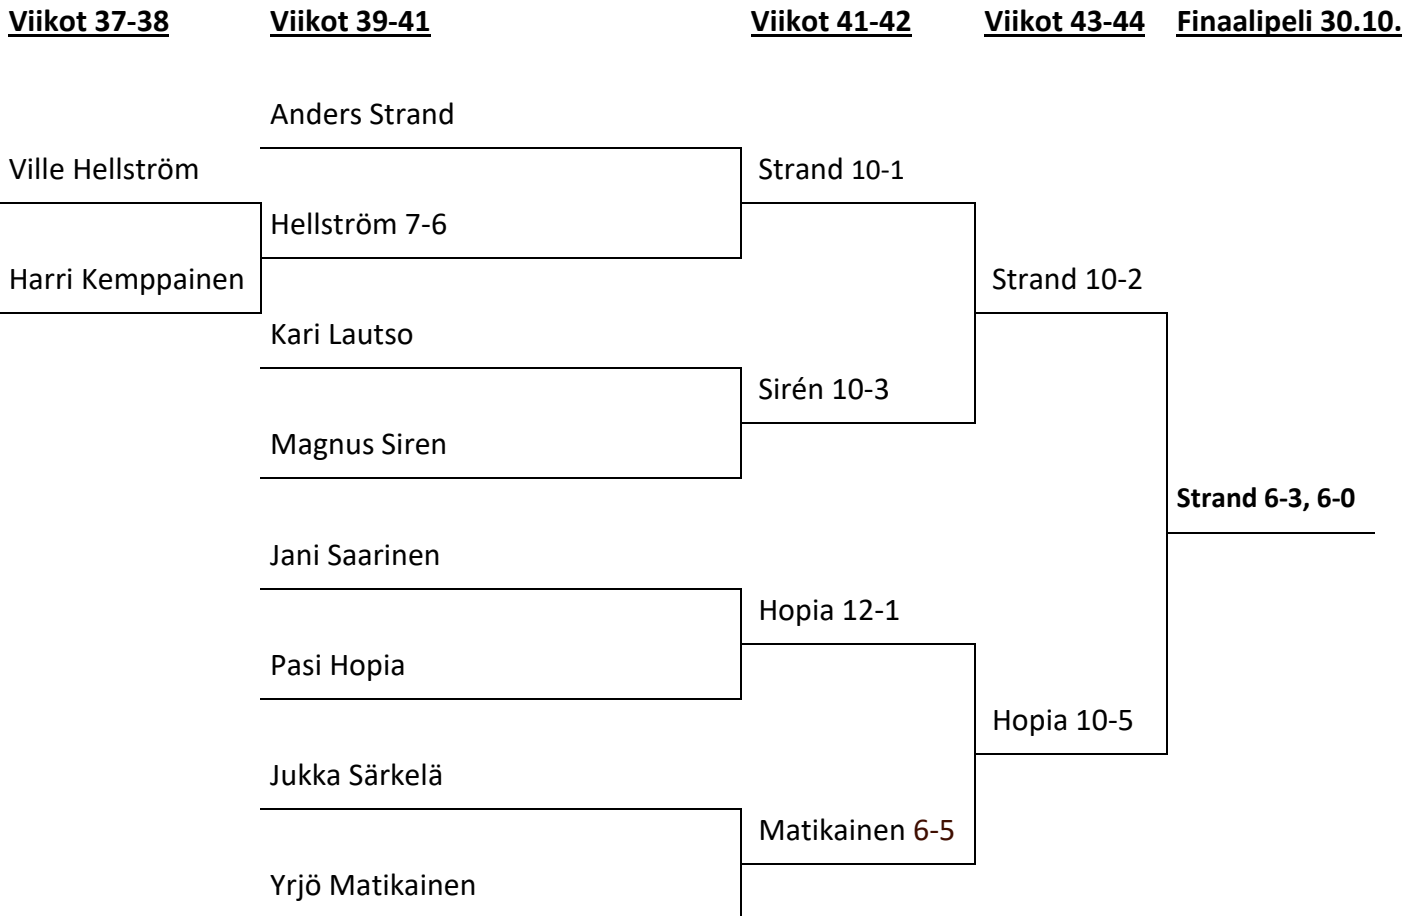 Viikot 37-38 Viikot 39-41 Viikot 41-42 Viikot 43-44 Finaalipeli 30.10.
Anders Strand
Ville Hellström Strand 10-1
Hellström 7-6
Harri Kemppainen Strand 10-2
Kari Lautso
Sirén 10-3
Magnus Siren
Strand 6-3, 6-0
Jani Saarinen
Hopia 12-1
Pasi Hopia
Hopia 10-5
Jukka Särkelä
Matikainen 6-5
Yrjö Matikainen